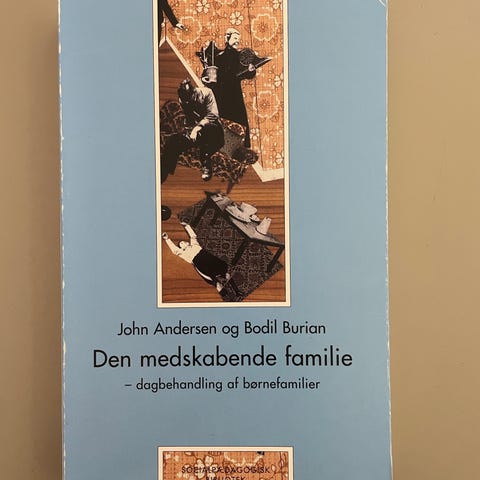 John Andersen og Bodil Burian
Den medskabende familie
– dagbehandling af børnefamilier
SOCIALPÆDAGOGISK
BIBLIOTEK